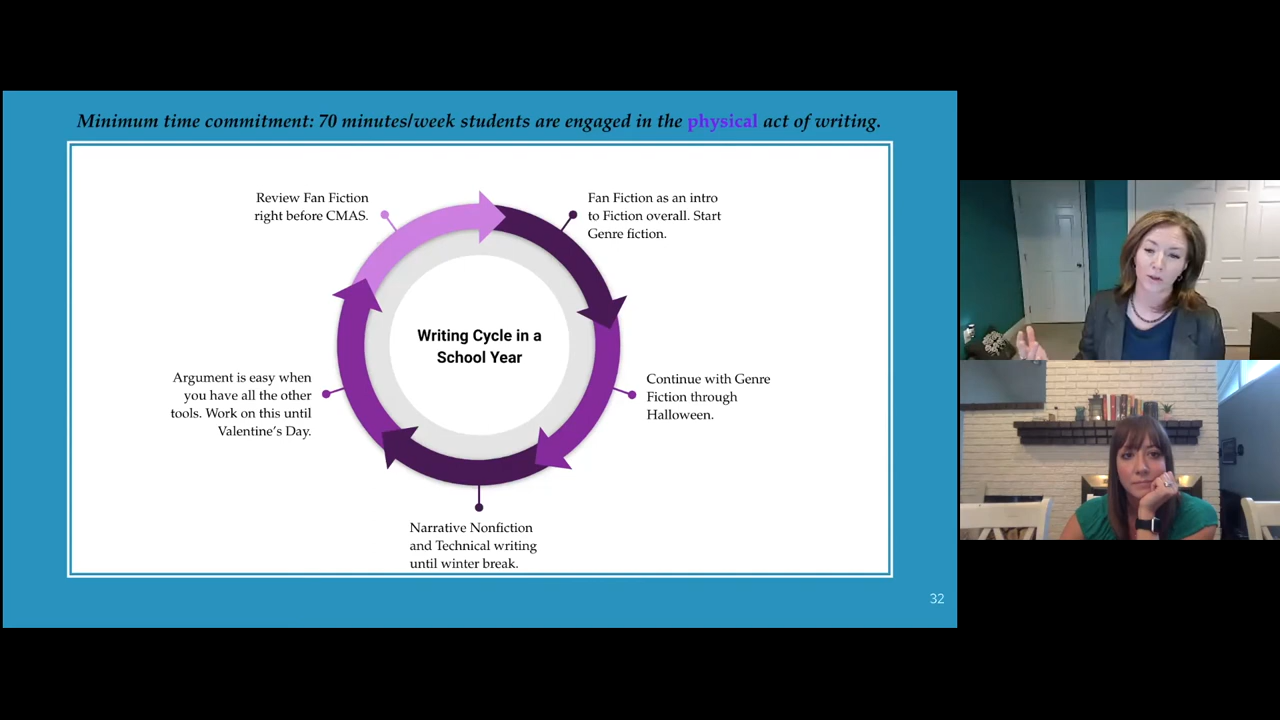 Minimum time commitment: 70 minutes/week students are engaged in the physical act of writing.
Review Fan Fiction
right before CMAS.
Fan Fiction as an intro
to Fiction overall. Start
Genre fiction.
Writing Cycle in a
School Year
Argument is easy when
you have all the other
tools. Work on this until
Valentine's Day.
Continue with Genre
Fiction through
Halloween.
Narrative Nonfiction
and Technical writing
until winter break.
32